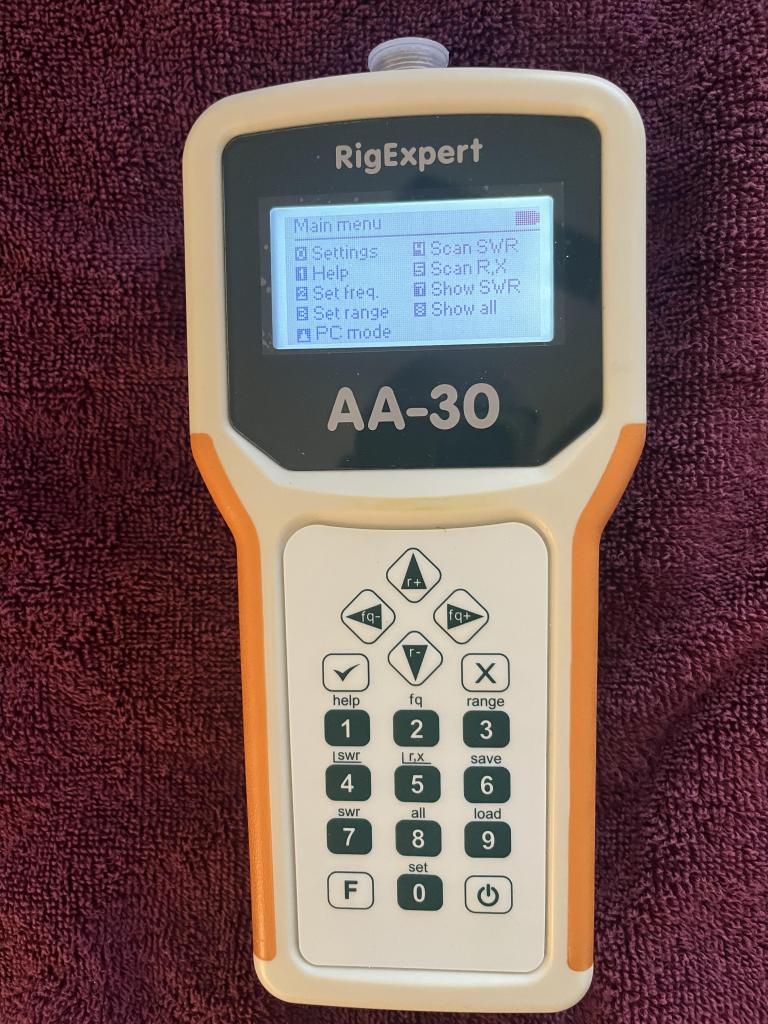 RigExpert
Main menu
0 Settings
1 Help
2 Set freq.
3 Set range
PC mode
4 Scan SWR
5 Scan R,X
7 Show SWR
8 Show all
AA-30
r+
fq- fq+
r-
X
help fq range
1 2 3
swr r,x save
4 5 6
swr all load
7 8 9
set
F 0